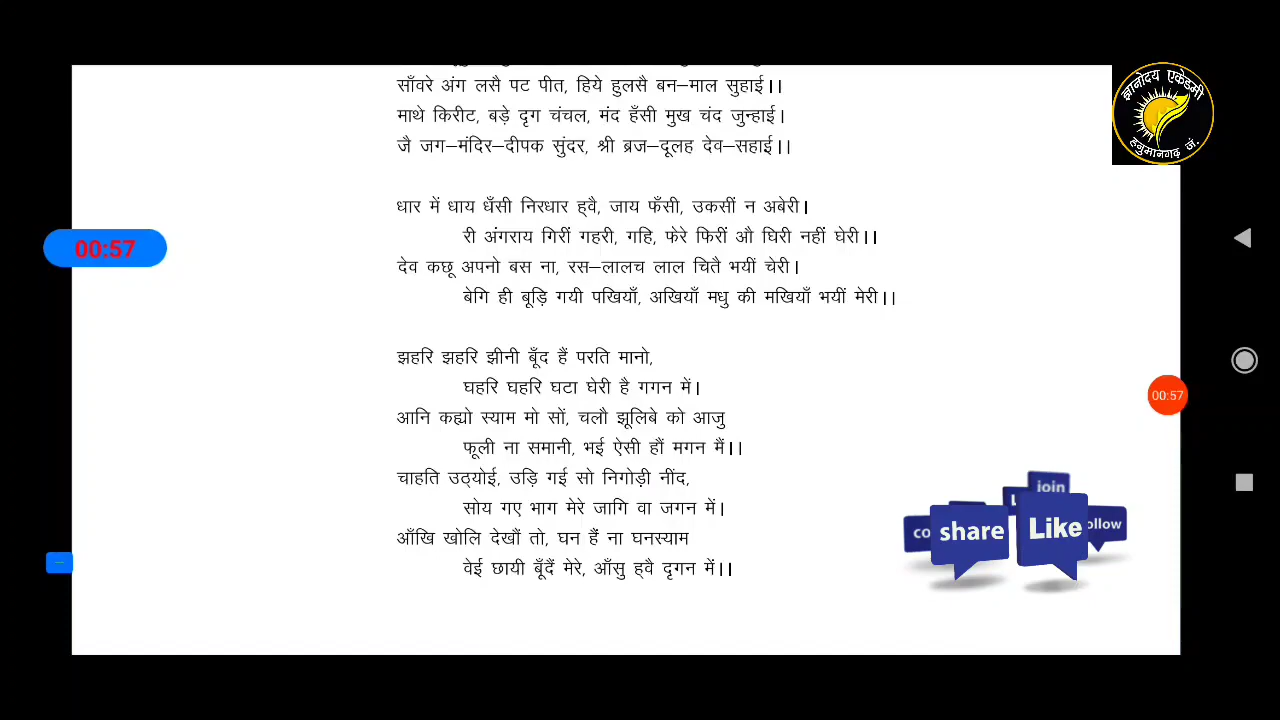 साँवरे अंग लसै पट पीत, हिये हुलसै बन–माल सुहाई।।
माथे किरीट, बड़े दृग चंचल, मंद हँसी मुख चंद जुन्हाई।
जै जग–मंदिर–दीपक सुंदर, श्री ब्रज–दूलह देव–सहाई।।
धार में धाय धँसी निरधार ह्वै, जाय फँसी, उकसीं न अबेरी।
री अंगराय गिरीं गहरी, गहि, फेरे फिरीं औ घिरी नहीं घेरी।।
देव कछू अपनो बस ना, रस–लालच लाल चितै भयीं चेरी।
बेगि ही बूड़ि गयी पखियाँ, अखियाँ मधु की मखियाँ भयीं मेरी।।
झहरि झहरि झीनी बूँद हैं परति मानो,
घहरि घहरि घटा घेरी है गगन में।
आनि कह्यो स्याम मो सों, चलौ झूलिबे को आजु
फूली ना समानी, भई ऐसी हौं मगन मैं।।
चाहति उठ्योई, उड़ि गई सो निगोड़ी नींद,
सोय गए भाग मेरे जागि वा जगन में।
आँखि खोलि देखौं तो, घन हैं ना घनस्याम
वेई छायी बूँदैं मेरे, आँसु ह्वै दृगन में।।
ज्ञानोदय एकेडमी
हनुमानगढ़ जं.
00:57
00:57
join
co
share
Like
ollow